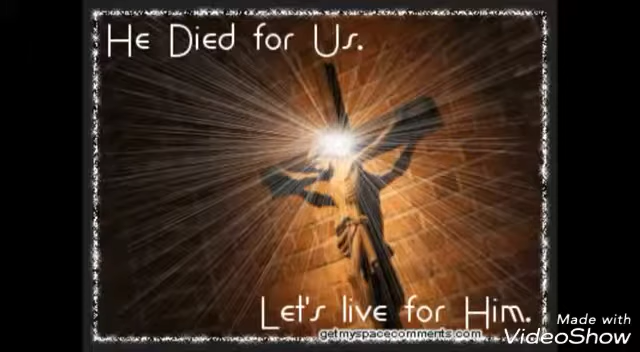 He Died for Us.
Let's live for Him.
getmyspacecomments.com
Made with
VideoShow